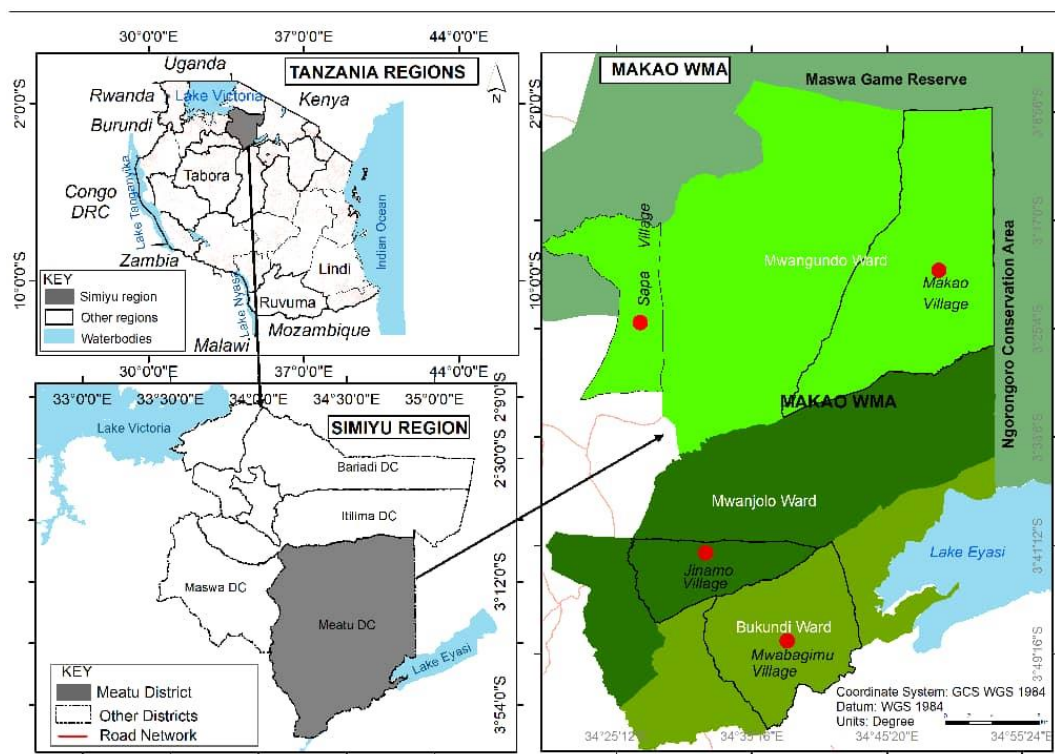 30°0'0"E
37°0'0"E
44°0'0"E
Uganda
TANZANIA REGIONS
N
Rwanda
Lake Victoria
Kenya
2°0'0"S
Burundi
Tabora
Congo
DRC
Lake Tanganyika
Indian Ocean
Zambia
10°0'0"S
KEY
Simiyu region
Other regions
Waterbodies
Lindi
Ruvuma
Lake Nyasa
Mozambique
Malawi
30°0'0"E
37°0'0"E
44°0'0"E
33°0'0"E
33°30'0"E
34°0'0"E
34°30'0"E
35°0'0"E
2°9'0"S
Lake Victoria
SIMIYU REGION
Bariadi DC
2°30'0"S
Itilima DC
Maswa DC
3°12'0"S
Meatu DC
Lake Eyasi
KEY
Meatu District
Other Districts
Road Network
3°54'0"S
MAKAO WMA
Maswa Game Reserve
Sapa Village
Mwangundo Ward
Makao
Village
3°25'4"S
Ngorongoro Conservation Area
MAKAO WMA
Mwanjolo Ward
3°41'12"S
Lake Eyasi
Jinamo
Village
Bukundi Ward
Mwabagimu
Village
3°49'16"S
Coordinate System: GCS WGS 1984
Datum: WGS 1984
Units: Degree
34°25'12"E
34°35'16"E
34°45'20"E
34°55'24"E